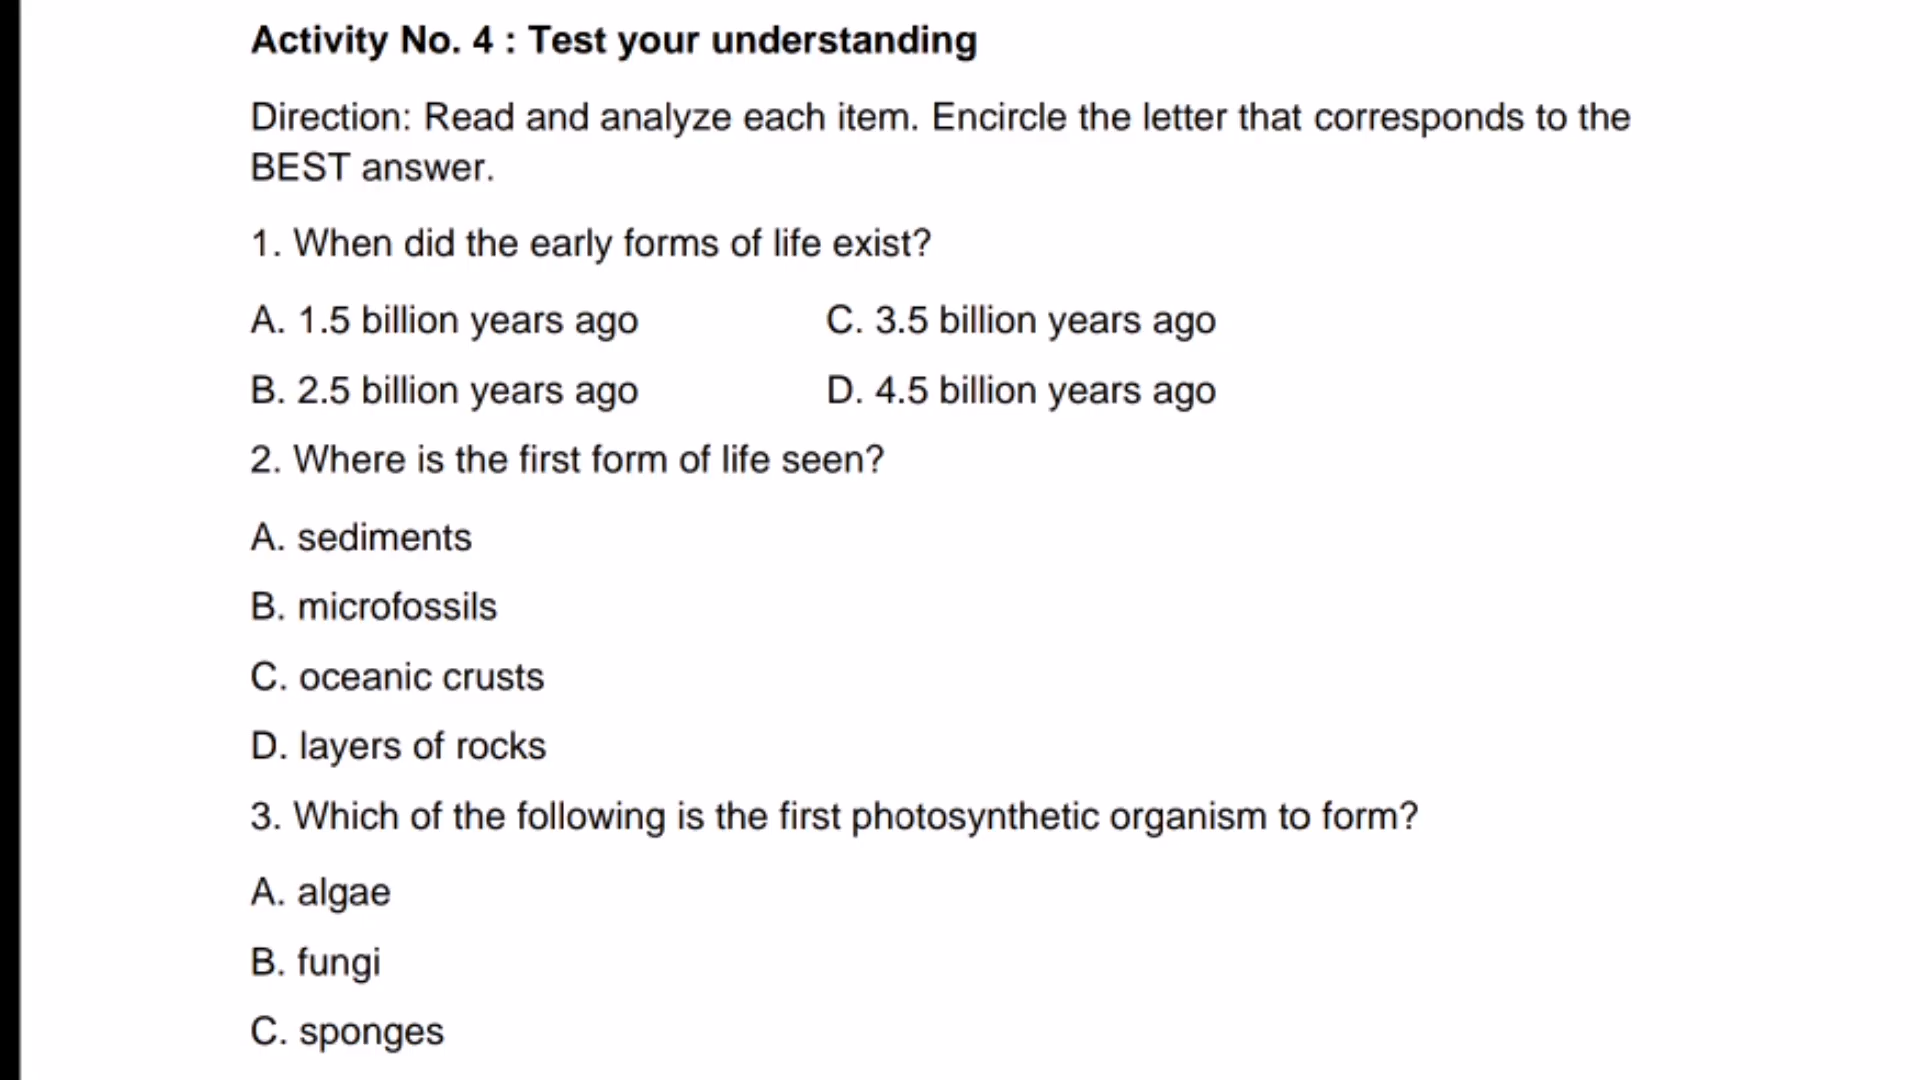 Activity No. 4 : Test your understanding
Direction: Read and analyze each item. Encircle the letter that corresponds to the
BEST answer.
1. When did the early forms of life exist?
A. 1.5 billion years ago C. 3.5 billion years ago
B. 2.5 billion years ago D. 4.5 billion years ago
2. Where is the first form of life seen?
A. sediments
B. microfossils
C. oceanic crusts
D. layers of rocks
3. Which of the following is the first photosynthetic organism to form?
A. algae
B. fungi
C. sponges